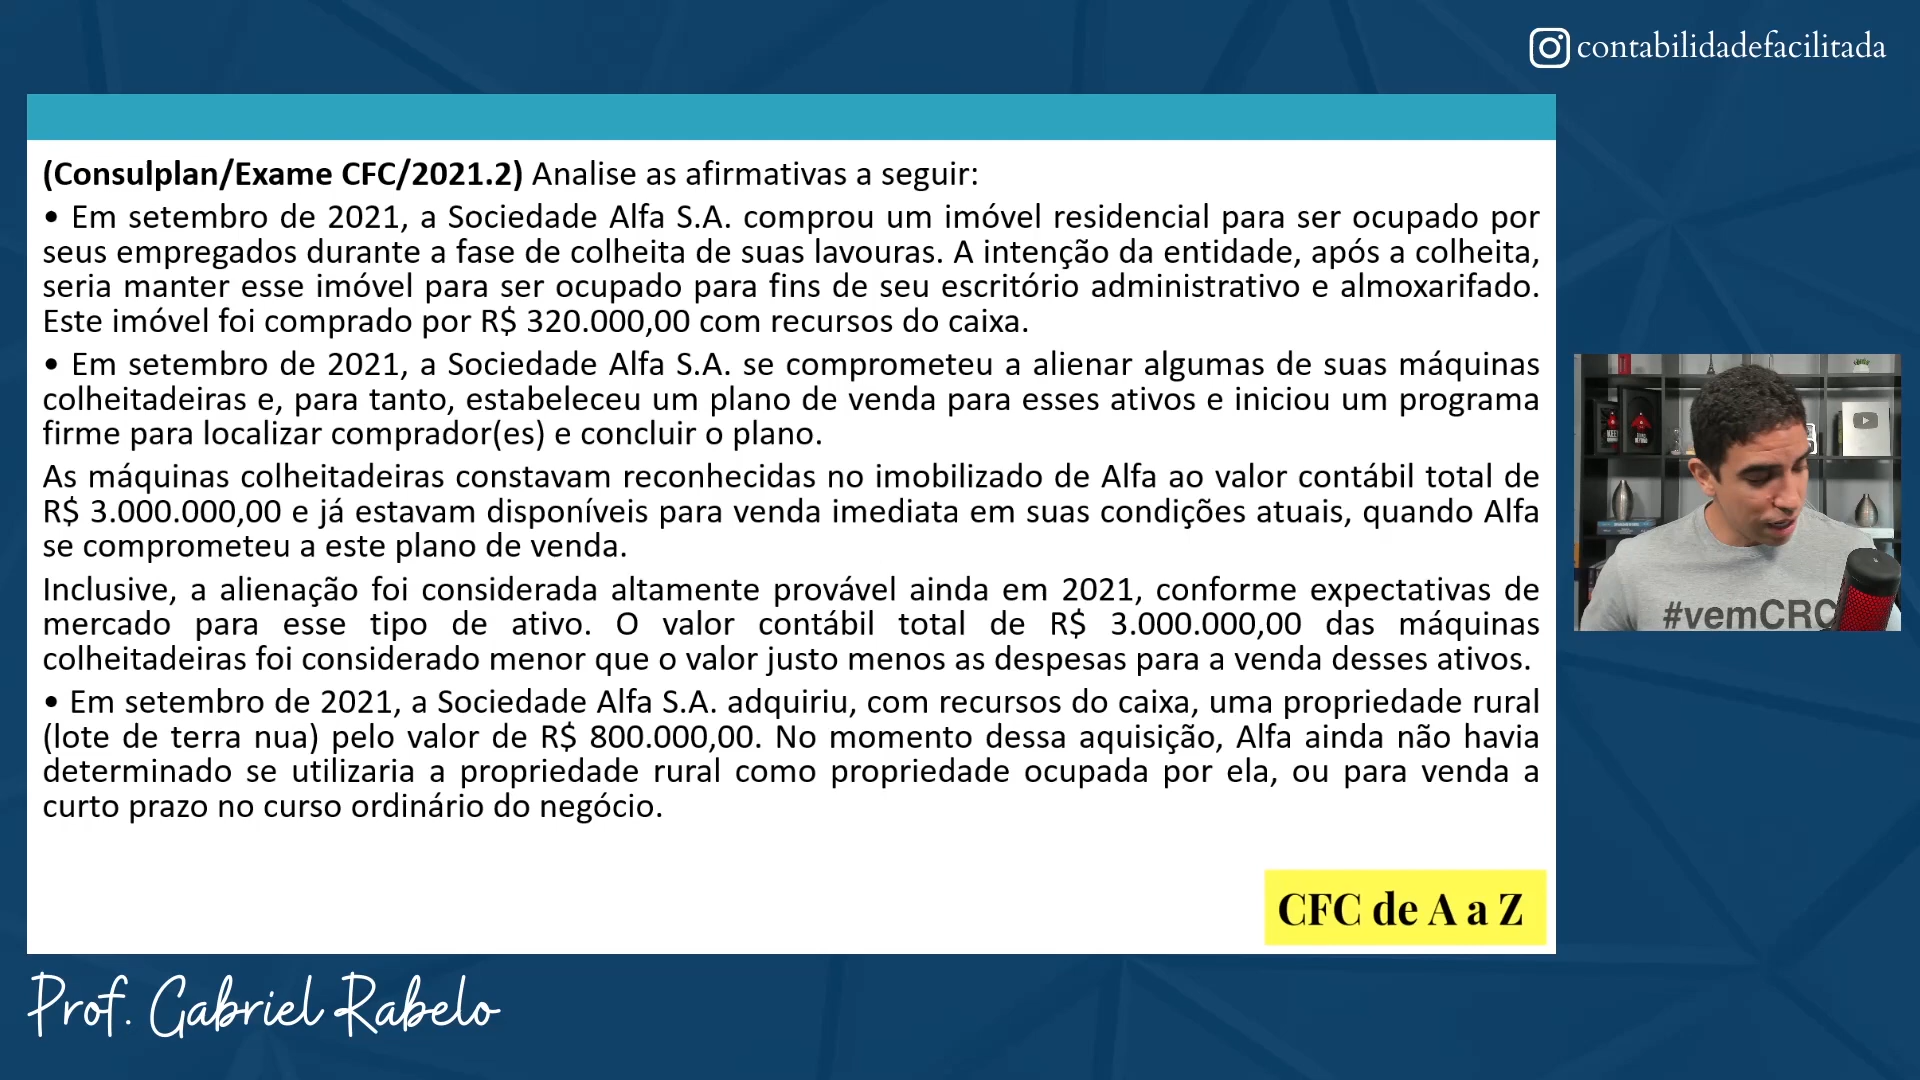 contabilidadefacilitada
(Consulplan/Exame CFC/2021.2) Analise as afirmativas a seguir:
• Em setembro de 2021, a Sociedade Alfa S.A. comprou um imóvel residencial para ser ocupado por
seus empregados durante a fase de colheita de suas lavouras. A intenção da entidade, após a colheita,
seria manter esse imóvel para ser ocupado para fins de seu escritório administrativo e almoxarifado.
Este imóvel foi comprado por R$ 320.000,00 com recursos do caixa.
• Em setembro de 2021, a Sociedade Alfa S.A. se comprometeu a alienar algumas de suas máquinas
colheitadeiras e, para tanto, estabeleceu um plano de venda para esses ativos e iniciou um programa
firme para localizar comprador(es) e concluir o plano.
As máquinas colheitadeiras constavam reconhecidas no imobilizado de Alfa ao valor contábil total de
R$ 3.000.000,00 e já estavam disponíveis para venda imediata em suas condições atuais, quando Alfa
se comprometeu a este plano de venda.
Inclusive, a alienação foi considerada altamente provável ainda em 2021, conforme expectativas de
mercado para esse tipo de ativo. O valor contábil total de R$ 3.000.000,00 das máquinas
colheitadeiras foi considerado menor que o valor justo menos as despesas para a venda desses ativos.
• Em setembro de 2021, a Sociedade Alfa S.A. adquiriu, com recursos do caixa, uma propriedade rural
(lote de terra nua) pelo valor de R$ 800.000,00. No momento dessa aquisição, Alfa ainda não havia
determinado se utilizaria a propriedade rural como propriedade ocupada por ela, ou para venda a
curto prazo no curso ordinário do negócio.
#vemCRC
CFC de A a Z
Prof. Gabriel Rabelo